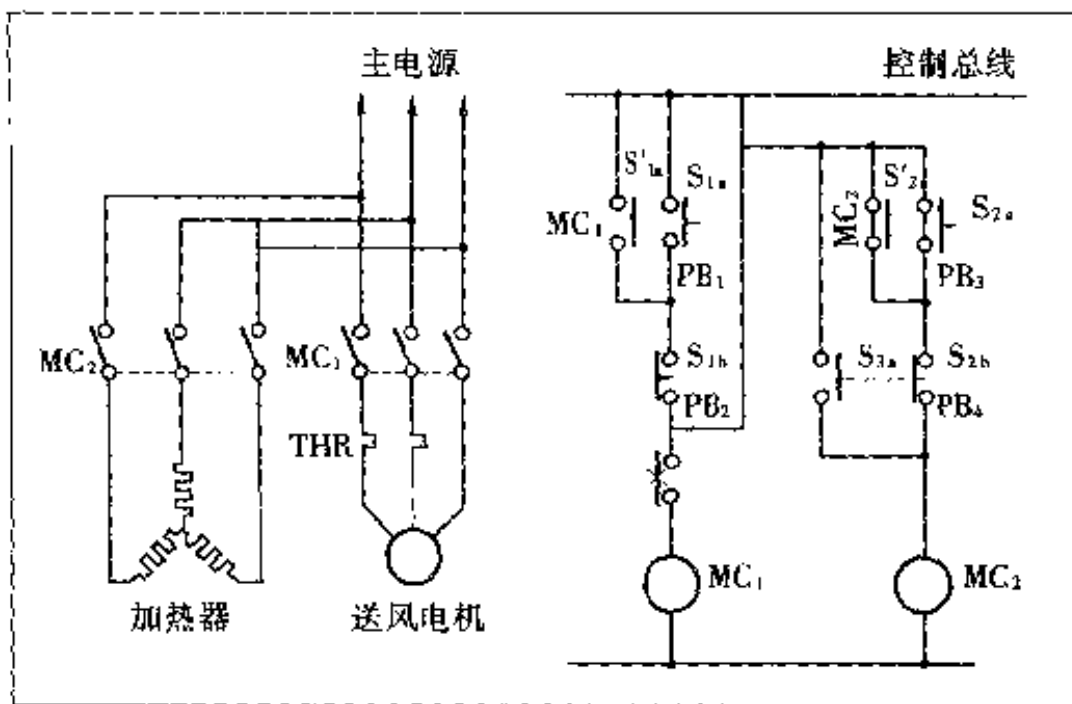 主电源
控制总线
S'₁ₐ
S₁ₐ
MC₁
PB₁
S'₂
MC₂
S₂ₐ
PB₃
MC₂
MC₁
S₁b
PB₂
S₃ₐ
S₂b
PB₄
THR
MC₁
MC₂
加热器
送风电机